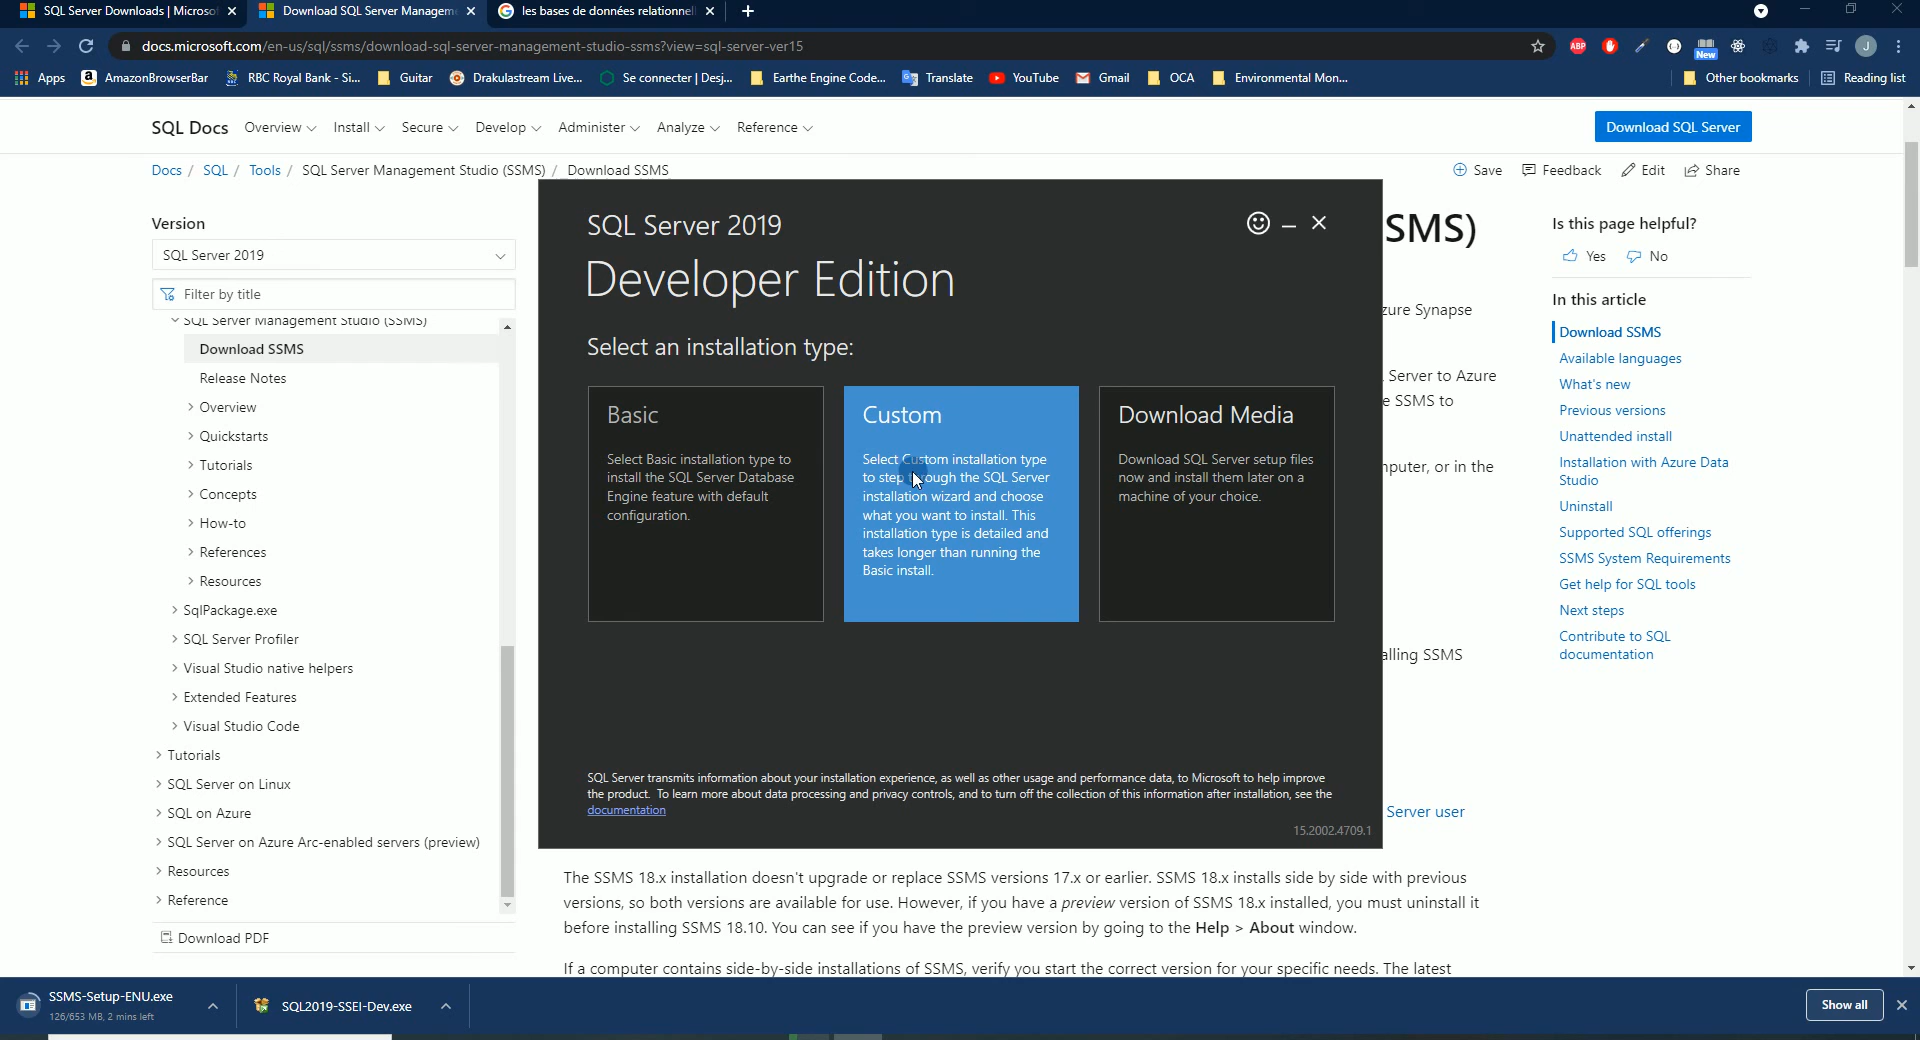 SQL Server Downloads | Microso
Download SQL Server Managem
les bases de données relationnel
docs.microsoft.com/en-us/sql/ssms/download-sql-server-management-studio-ssms?view=sql-server-ver15
ABP
New
J
Apps
AmazonBrowserBar
RBC Royal Bank - Si...
Guitar
Drakulastream Live...
Se connecter | Desj...
Earthe Engine Code...
Translate
YouTube
Gmail
OCA
Environmental Mon...
Other bookmarks
Reading list
SQL Docs
Overview
Install
Secure
Develop
Administer
Analyze
Reference
Download SQL Server
Docs / SQL / Tools / SQL Server Management Studio (SSMS) / Download SSMS
Save
Feedback
Edit
Share
Version
SQL Server 2019
Filter by title
SQL Server Management Studio (SSMS)
Download SSMS
Release Notes
Overview
Quickstarts
Tutorials
Concepts
How-to
References
Resources
SqlPackage.exe
SQL Server Profiler
Visual Studio native helpers
Extended Features
Visual Studio Code
Tutorials
SQL Server on Linux
SQL on Azure
SQL Server on Azure Arc-enabled servers (preview)
Resources
Reference
Download PDF
SQL Server 2019
Developer Edition
Select an installation type:
Basic
Select Basic installation type to
install the SQL Server Database
Engine feature with default
configuration.
Custom
Select Custom installation type
to step through the SQL Server
installation wizard and choose
what you want to install. This
installation type is detailed and
takes longer than running the
Basic install.
Download Media
Download SQL Server setup files
now and install them later on a
machine of your choice.
SQL Server transmits information about your installation experience, as well as other usage and performance data, to Microsoft to help improve
the product. To learn more about data processing and privacy controls, and to turn off the collection of this information after installation, see the
documentation
15.2002.4709.1
SMS)
zure Synapse
Server to Azure
e SSMS to
nputer, or in the
alling SSMS
Server user
The SSMS 18.x installation doesn't upgrade or replace SSMS versions 17.x or earlier. SSMS 18.x installs side by side with previous
versions, so both versions are available for use. However, if you have a preview version of SSMS 18.x installed, you must uninstall it
before installing SSMS 18.10. You can see if you have the preview version by going to the Help > About window.
If a computer contains side-by-side installations of SSMS, verify you start the correct version for your specific needs. The latest
Is this page helpful?
Yes
No
In this article
Download SSMS
Available languages
What's new
Previous versions
Unattended install
Installation with Azure Data
Studio
Uninstall
Supported SQL offerings
SSMS System Requirements
Get help for SQL tools
Next steps
Contribute to SQL
documentation
SSMS-Setup-ENU.exe
126/653 MB, 2 mins left
SQL2019-SSEI-Dev.exe
Show all